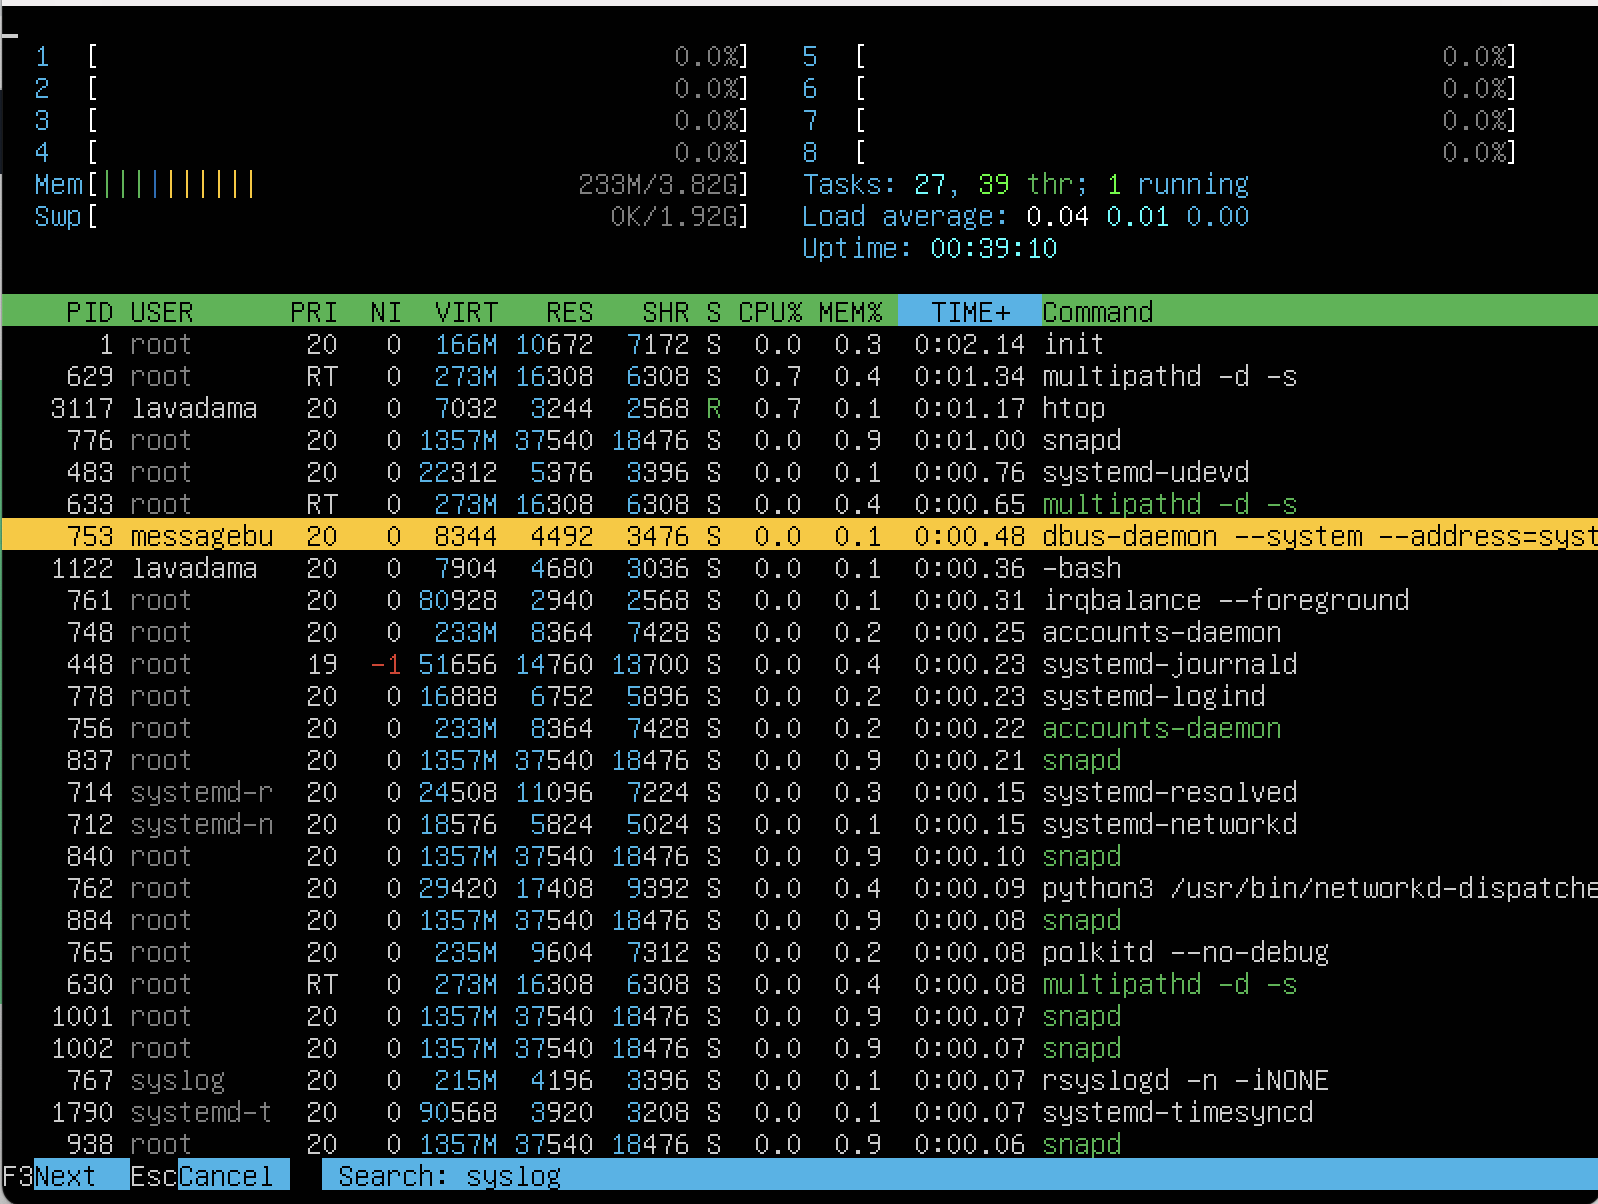 1 [ 0.0%] 5 [ 0.0%]
2 [ 0.0%] 6 [ 0.0%]
3 [ 0.0%] 7 [ 0.0%]
4 [ 0.0%] 8 [ 0.0%]
Mem[|||||||||| 233M/3.82G] Tasks: 27, 39 thr; 1 running
Swp[ 0K/1.92G] Load average: 0.04 0.01 0.00
Uptime: 00:39:10
PID USER PRI NI VIRT RES SHR S CPU% MEM% TIME+ Command
1 root 20 0 166M 10672 7172 S 0.0 0.3 0:02.14 init
629 root RT 0 273M 16308 6308 S 0.7 0.4 0:01.34 multipathd -d -s
3117 lavadama 20 0 7032 3244 2568 R 0.7 0.1 0:01.17 htop
776 root 20 0 1357M 37540 18476 S 0.0 0.9 0:01.00 snapd
483 root 20 0 22312 5376 3396 S 0.0 0.1 0:00.76 systemd-udevd
633 root RT 0 273M 16308 6308 S 0.0 0.4 0:00.65 multipathd -d -s
753 messagebu 20 0 8344 4492 3476 S 0.0 0.1 0:00.48 dbus-daemon --system --address=syst
1122 lavadama 20 0 7904 4680 3036 S 0.0 0.1 0:00.36 -bash
761 root 20 0 80928 2940 2568 S 0.0 0.1 0:00.31 irqbalance --foreground
748 root 20 0 233M 8364 7428 S 0.0 0.2 0:00.25 accounts-daemon
448 root 19 -1 51656 14760 13700 S 0.0 0.4 0:00.23 systemd-journald
778 root 20 0 16888 6752 5896 S 0.0 0.2 0:00.23 systemd-logind
756 root 20 0 233M 8364 7428 S 0.0 0.2 0:00.22 accounts-daemon
837 root 20 0 1357M 37540 18476 S 0.0 0.9 0:00.21 snapd
714 systemd-r 20 0 24508 11096 7224 S 0.0 0.3 0:00.15 systemd-resolved
712 systemd-n 20 0 18576 5824 5024 S 0.0 0.1 0:00.15 systemd-networkd
840 root 20 0 1357M 37540 18476 S 0.0 0.9 0:00.10 snapd
762 root 20 0 29420 17408 9392 S 0.0 0.4 0:00.09 python3 /usr/bin/networkd-dispatche
884 root 20 0 1357M 37540 18476 S 0.0 0.9 0:00.08 snapd
765 root 20 0 235M 9604 7312 S 0.0 0.2 0:00.08 polkitd --no-debug
630 root RT 0 273M 16308 6308 S 0.0 0.4 0:00.08 multipathd -d -s
1001 root 20 0 1357M 37540 18476 S 0.0 0.9 0:00.07 snapd
1002 root 20 0 1357M 37540 18476 S 0.0 0.9 0:00.07 snapd
767 syslog 20 0 215M 4196 3396 S 0.0 0.1 0:00.07 rsyslogd -n -iNONE
1790 systemd-t 20 0 90568 3920 3208 S 0.0 0.1 0:00.07 systemd-timesyncd
938 root 20 0 1357M 37540 18476 S 0.0 0.9 0:00.06 snapd
F3Next EscCancel Search: syslog